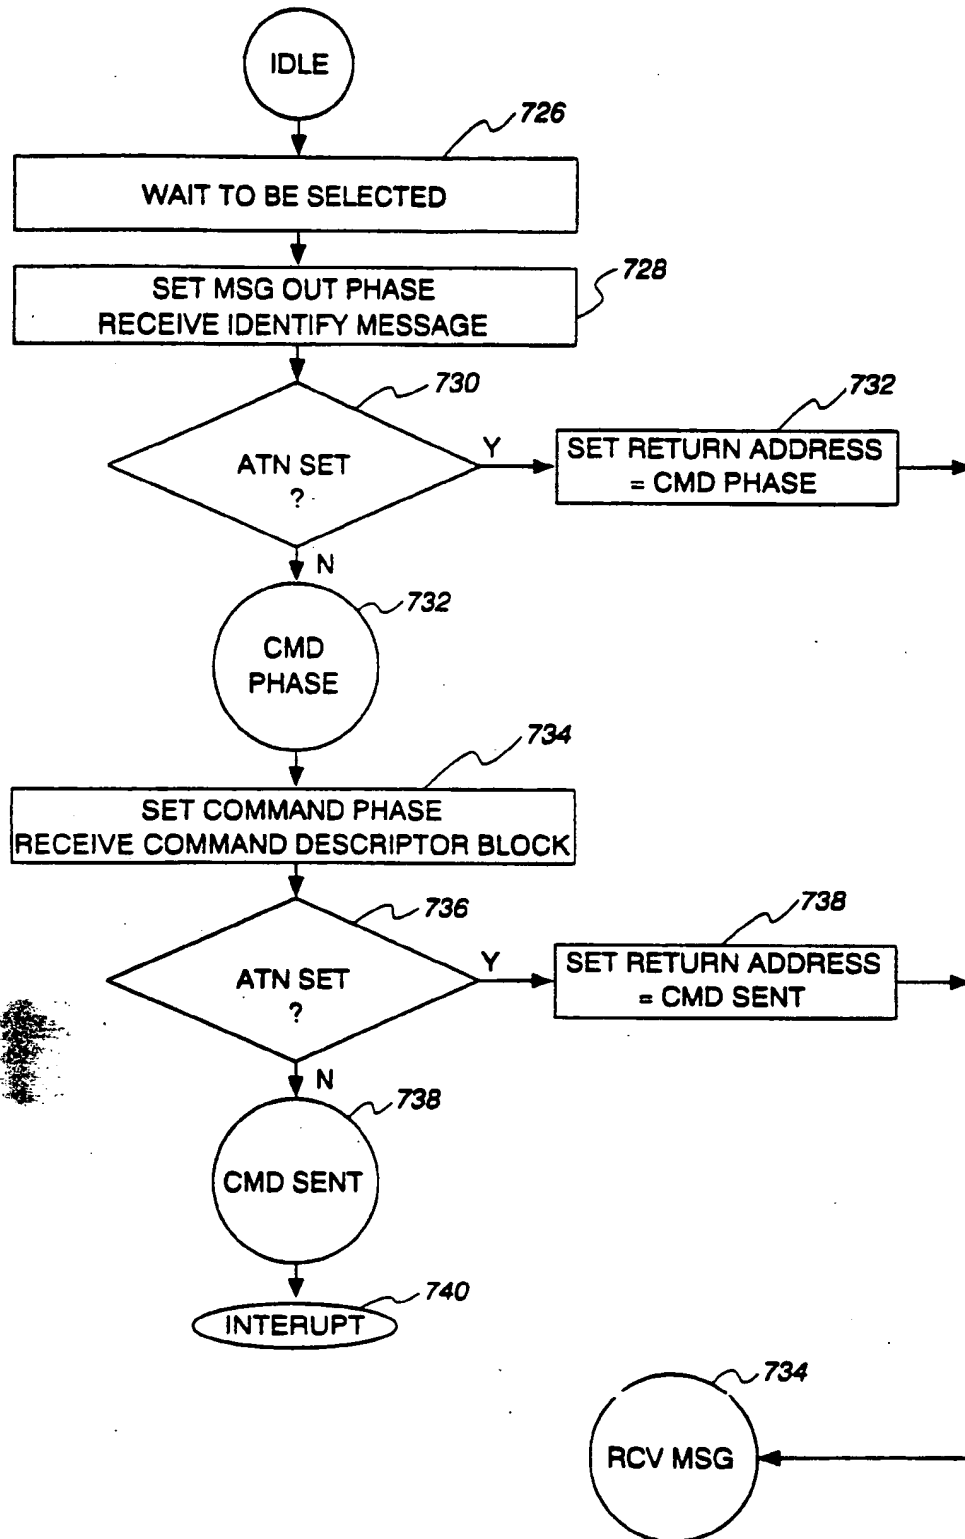 IDLE
726
WAIT TO BE SELECTED
728
SET MSG OUT PHASE
RECEIVE IDENTIFY MESSAGE
730
732
ATN SET
?
Y
SET RETURN ADDRESS
= CMD PHASE
N
732
CMD
PHASE
734
SET COMMAND PHASE
RECEIVE COMMAND DESCRIPTOR BLOCK
736
738
ATN SET
?
Y
SET RETURN ADDRESS
= CMD SENT
N
738
CMD SENT
740
INTERUPT
734
RCV MSG